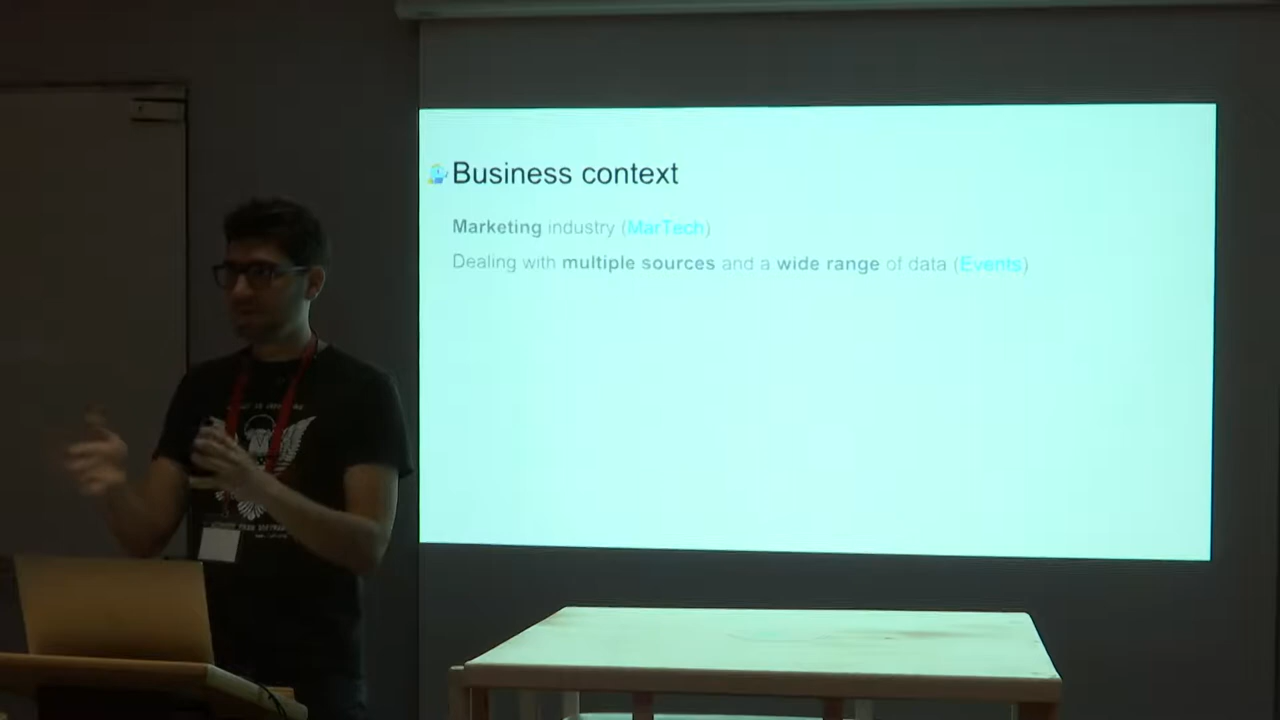 Business context
Marketing industry (MarTech)
Dealing with multiple sources and a wide range of data (Events)